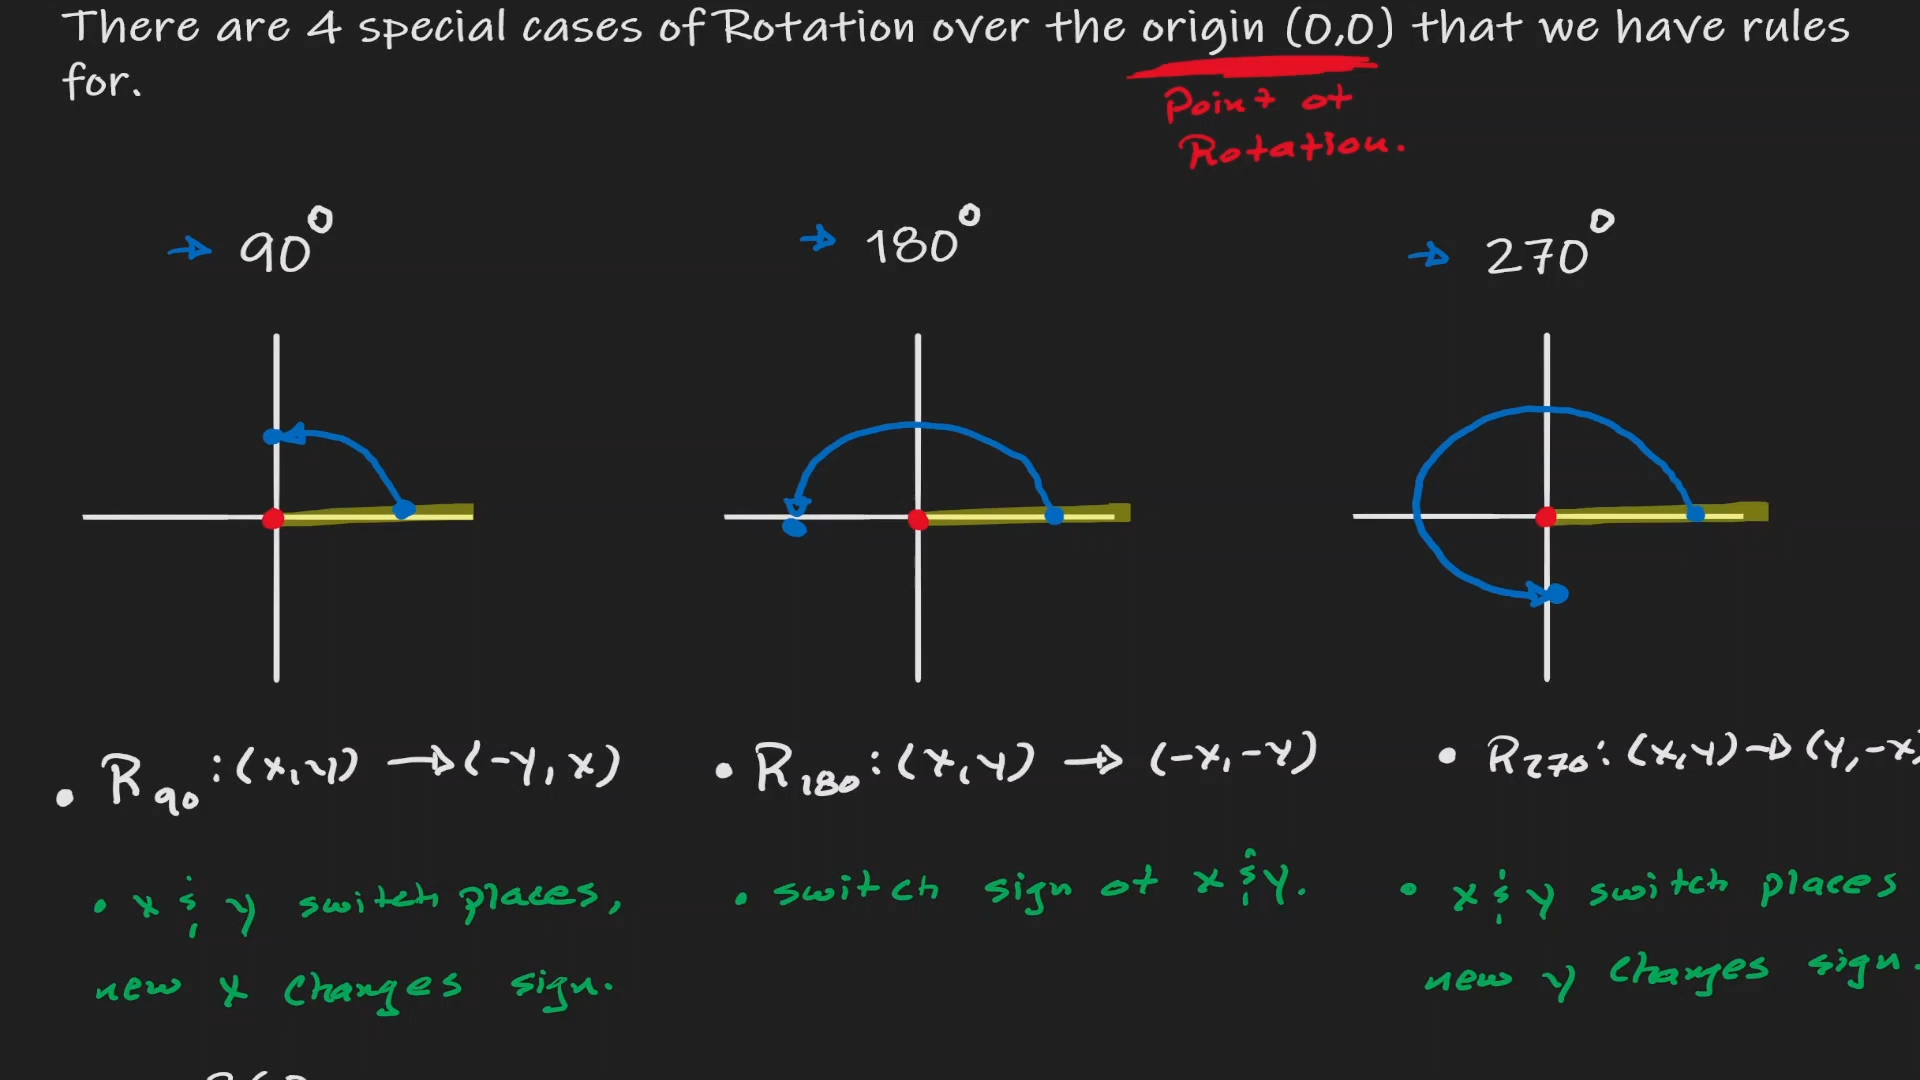 There are 4 special cases of Rotation over the origin (0,0) that we have rules
for.
Point of
Rotation.
→ 90°
→ 180°
→ 270°
• R90 : (x,y) → (-y, x)
• R180 : (x,y) → (-x,-y)
• R270 : (x,y) → (y,-x)
• x & y switch places,
new x changes sign.
• switch sign of x & y.
• x & y switch places
new y changes sign.